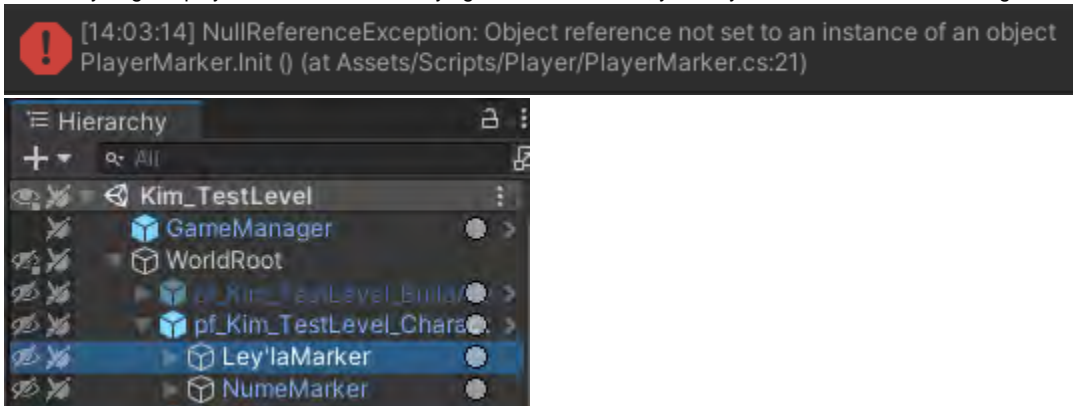 [14:03:14] NullReferenceException: Object reference not set to an instance of an object
PlayerMarker.Init () (at Assets/Scripts/Player/PlayerMarker.cs:21)
Hierarchy
All
Kim_TestLevel
GameManager
WorldRoot
pf_Kim_TestLevel_Chara
Ley'laMarker
NumeMarker